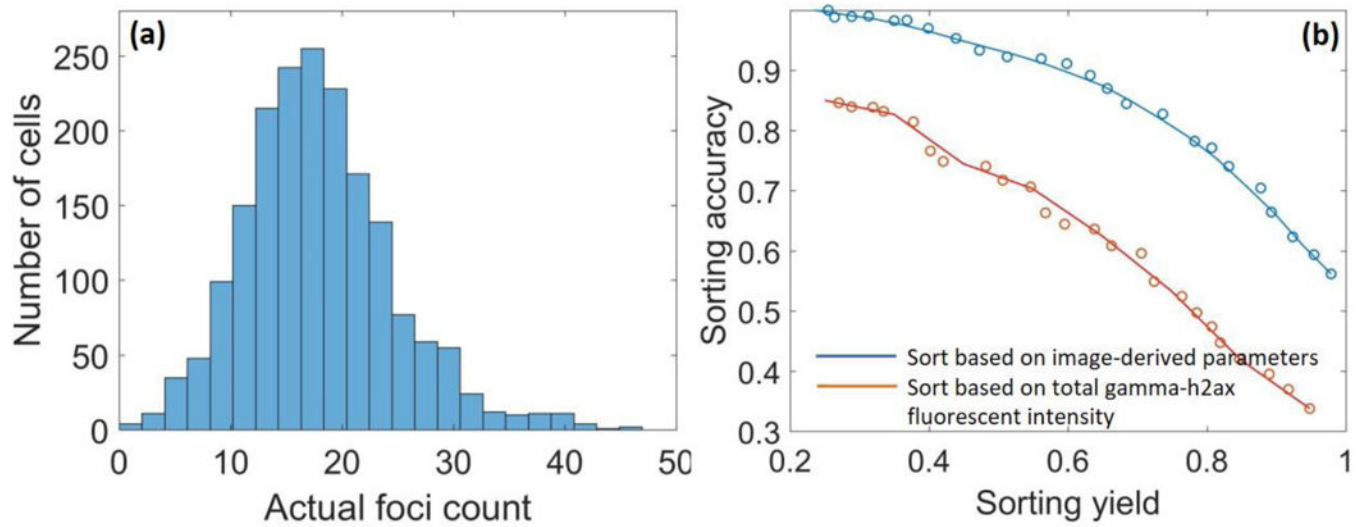 (a)
Number of cells
250
200
150
100
50
0
0 10 20 30 40 50
Actual foci count
(b)
Sorting accuracy
0.9
0.8
0.7
0.6
0.5
0.4
0.3
0.2 0.4 0.6 0.8 1
Sorting yield
Sort based on image-derived parameters
Sort based on total gamma-h2ax
fluorescent intensity